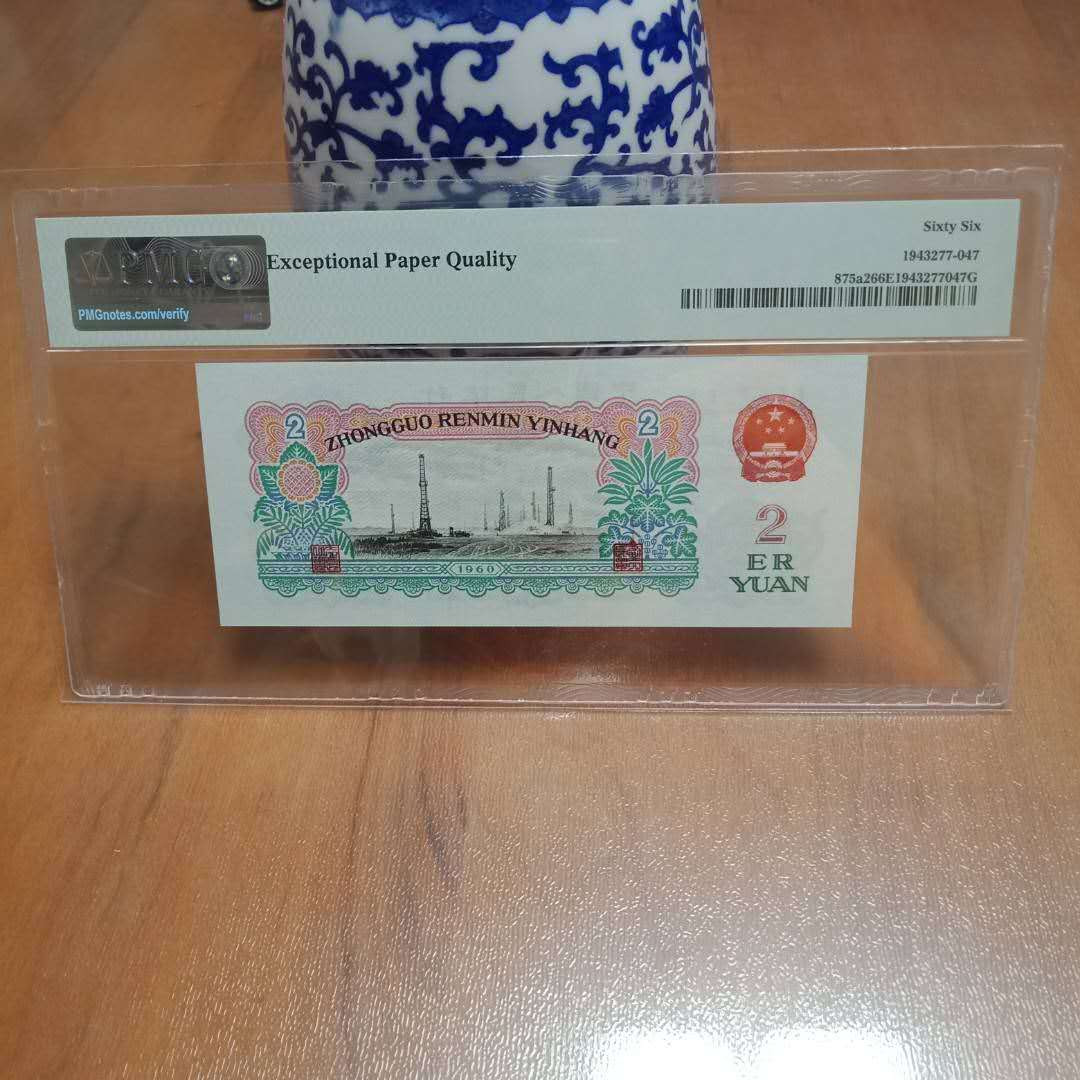 PMG
PMGnotes.com/verify
Exceptional Paper Quality
Sixty Six
1943277-047
875a266E1943277047G
2
ZHONGGUO RENMIN YINHANG
2
1960
2
ER
YUAN